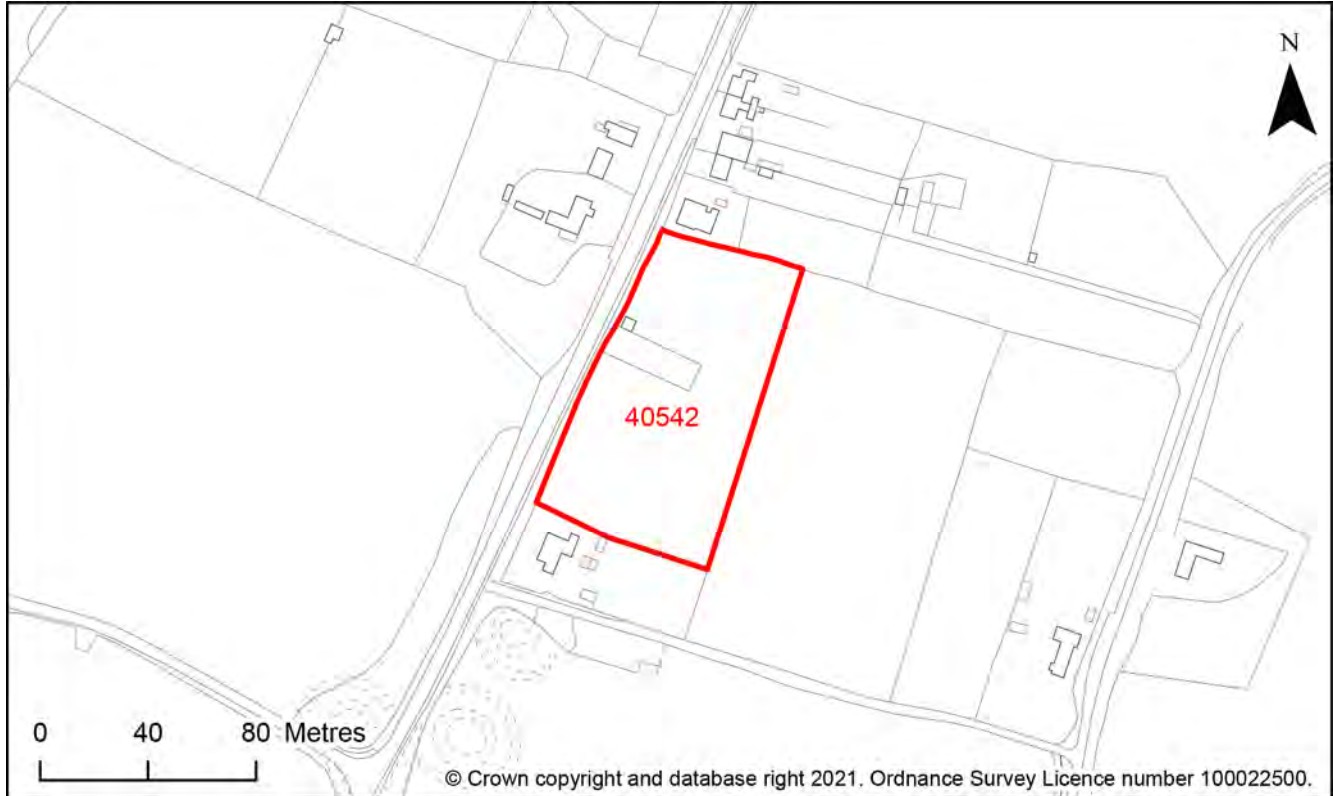 N
40542
0 40 80 Metres
© Crown copyright and database right 2021. Ordnance Survey Licence number 100022500.